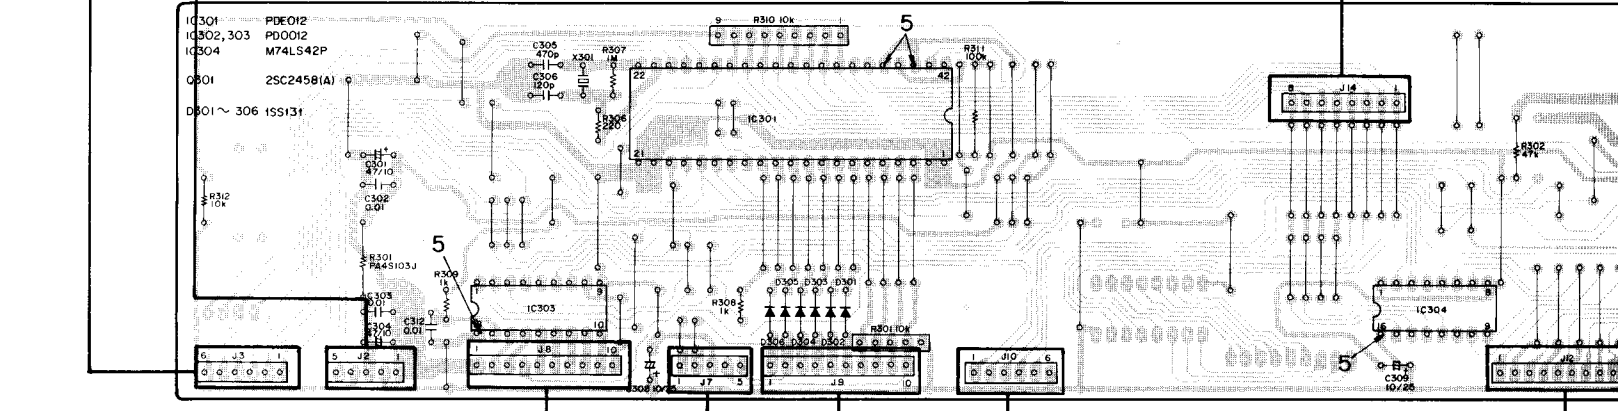 IC301 PDE012
IC302,303 PD0012
IC304 M74LS42P
Q301 2SC2458(A)
D301~306 1SS131
9 R310 10k 1
5
C305
470p
X301
R307
1M
C306
120p
R306
220
22
42
R311
100k
IC301
21
1
8 J14 1
R302
47k
C301
47/10
C302
0.01
R312
10k
5
R301
PA4S103J
R309
1k
C303
0.01
C304
47/10
C312
0.01
1
9
IC303
10
R308
1k
D305 D303 D301
D306 D304 D302
R301 10k
1
8
IC304
16
9
5
C309
10/25
6 J3 1
5 J2 1
1 J8 10
1 J7 5
1 J9 10
1 J10 6
1 J12